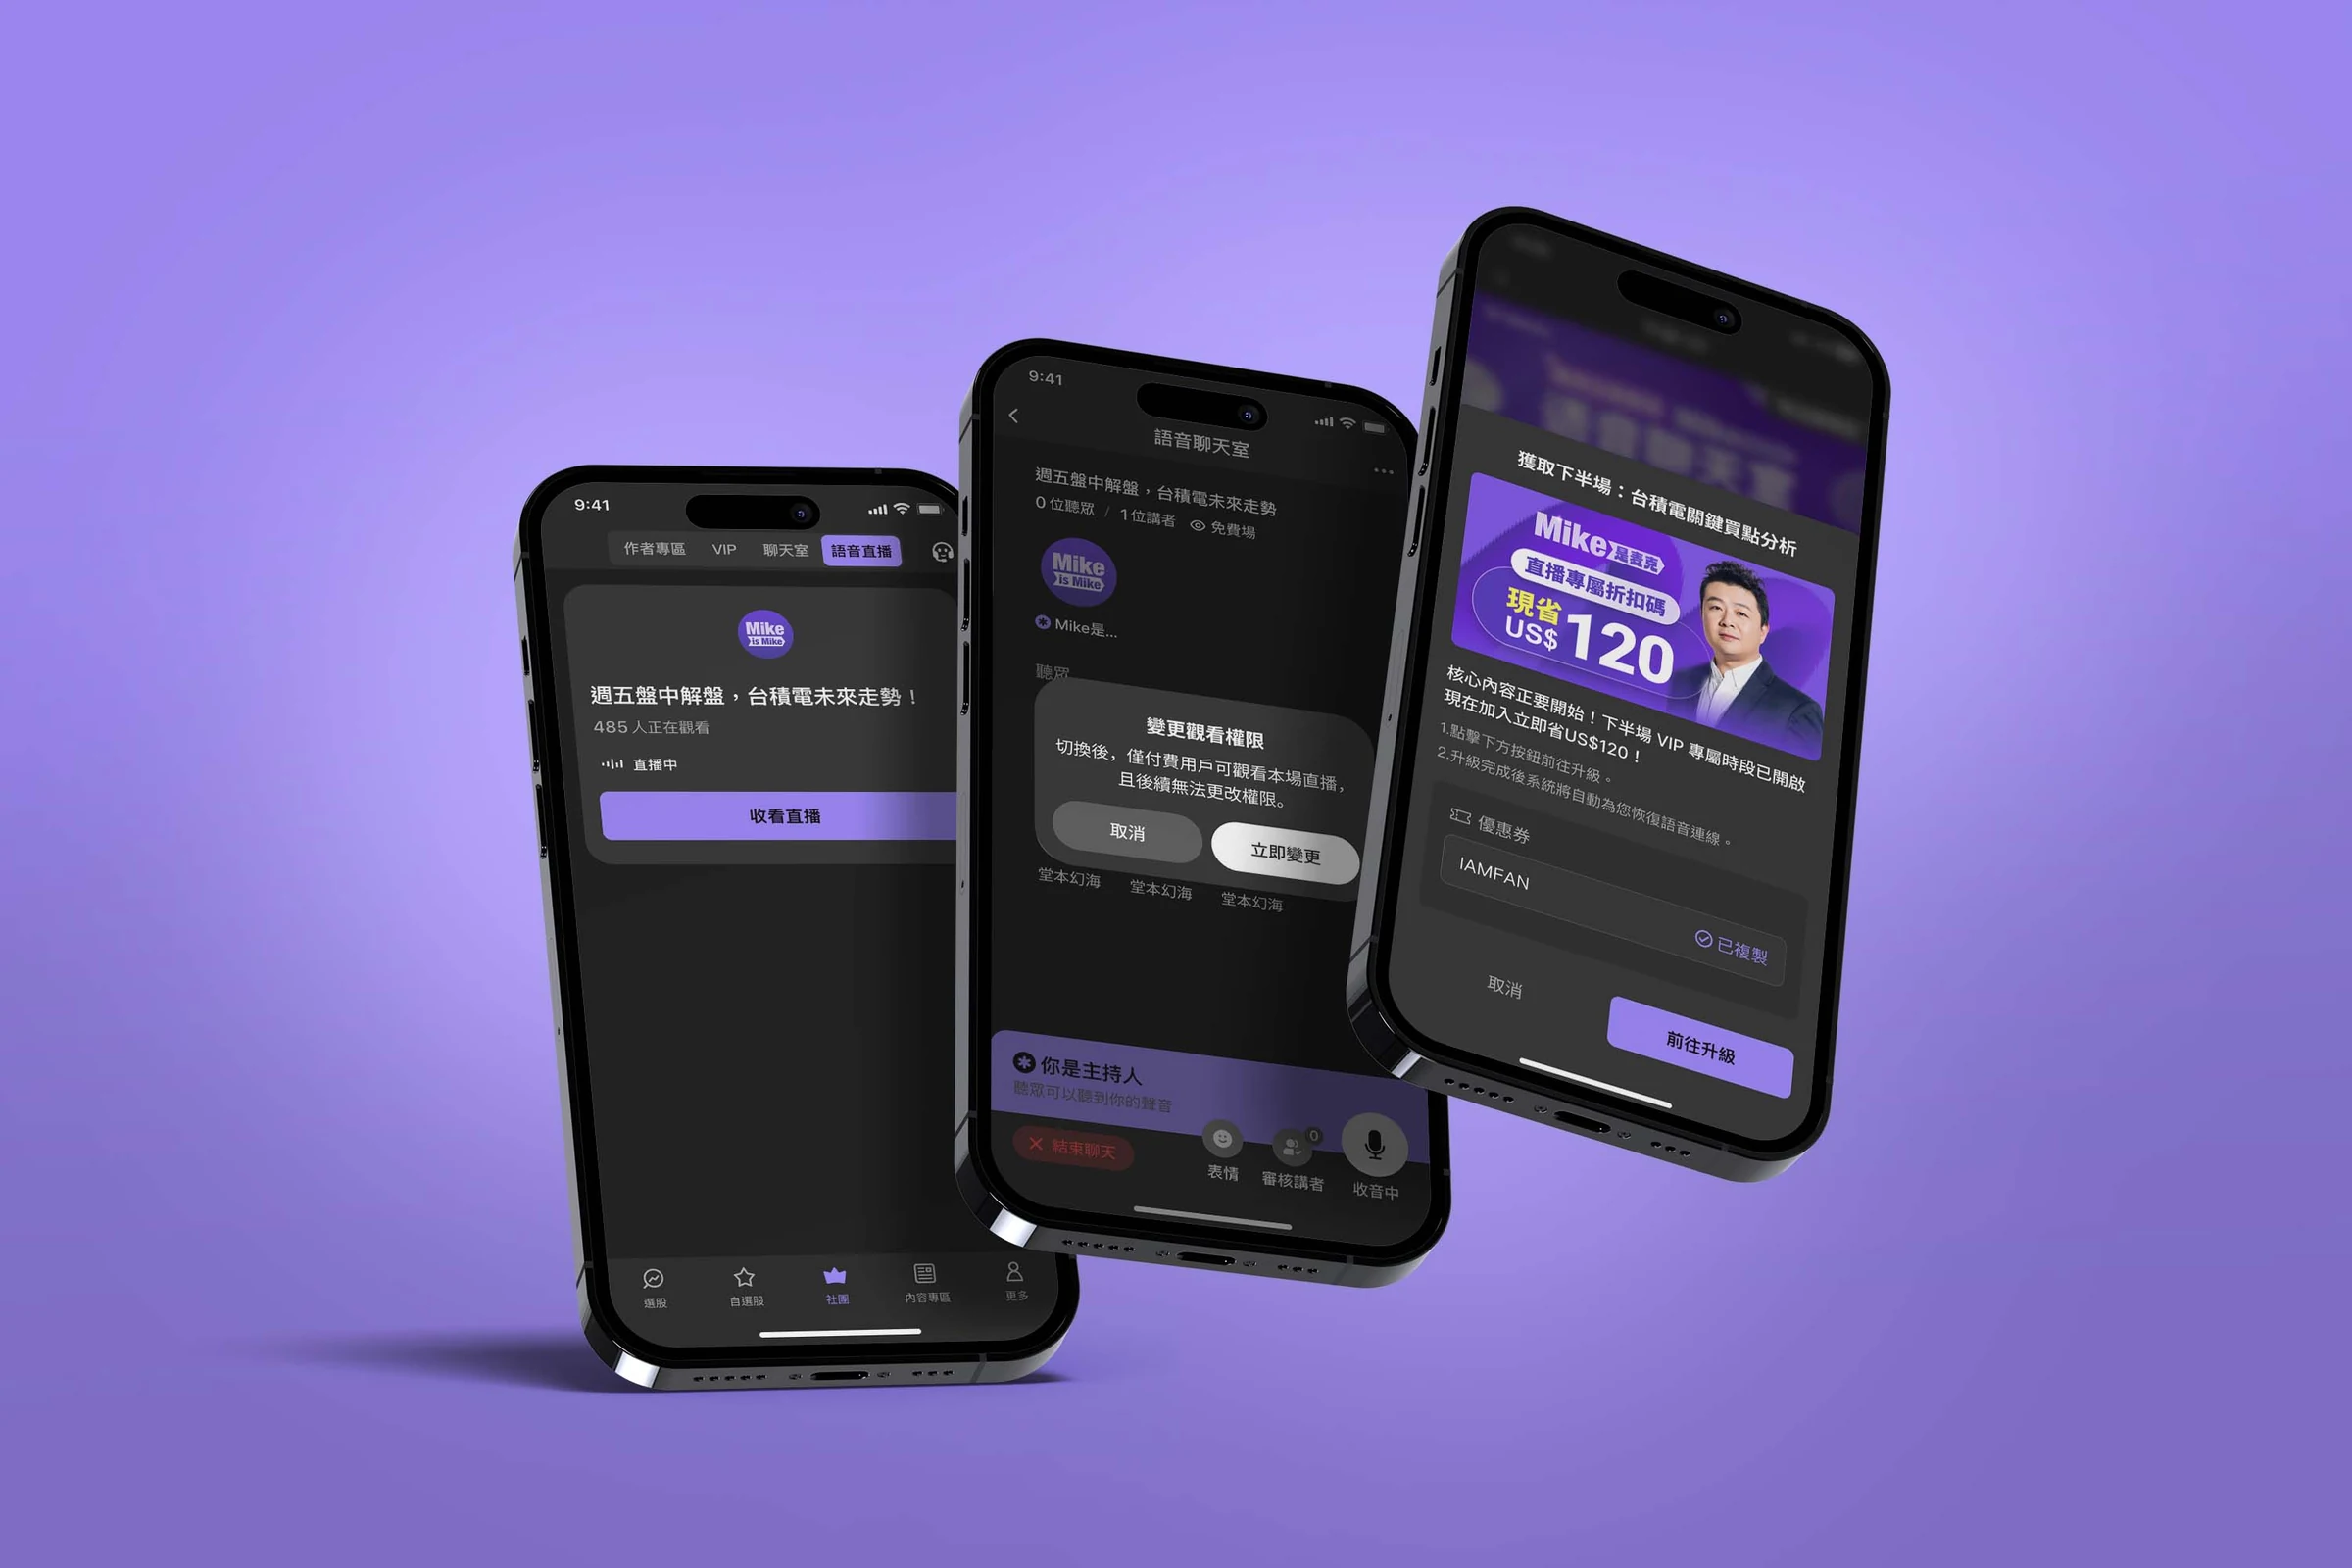 9:41
作者專區 VIP 聊天室 語音直播
Mike
is Mike
週五盤中解盤，台積電未來走勢！
485 人正在觀看
直播中
收看直播
選股 自選股 社團 內容專區 更多
9:41
語音聊天室
週五盤中解盤，台積電未來走勢
0 位聽眾 / 1 位講者 免費場
Mike
is Mike
Mike是...
聽眾
變更觀看權限
切換後，僅付費用戶可觀看本場直播，
且後續無法更改權限。
取消 立即變更
堂本幻海 堂本幻海 堂本幻海
你是主持人
聽眾可以聽到你的聲音
結束聊天
表情
0
審核講者
收音中
獲取下半場：台積電關鍵買點分析
Mike是麥克
直播專屬折扣碼
現省
US$120
核心內容正要開始！下半場 VIP 專屬時段已開啟
現在加入立即省US$120！
1.點擊下方按鈕前往升級。
2.升級完成後系統將自動為您恢復語音連線。
優惠券
IAMFAN
已複製
取消
前往升級